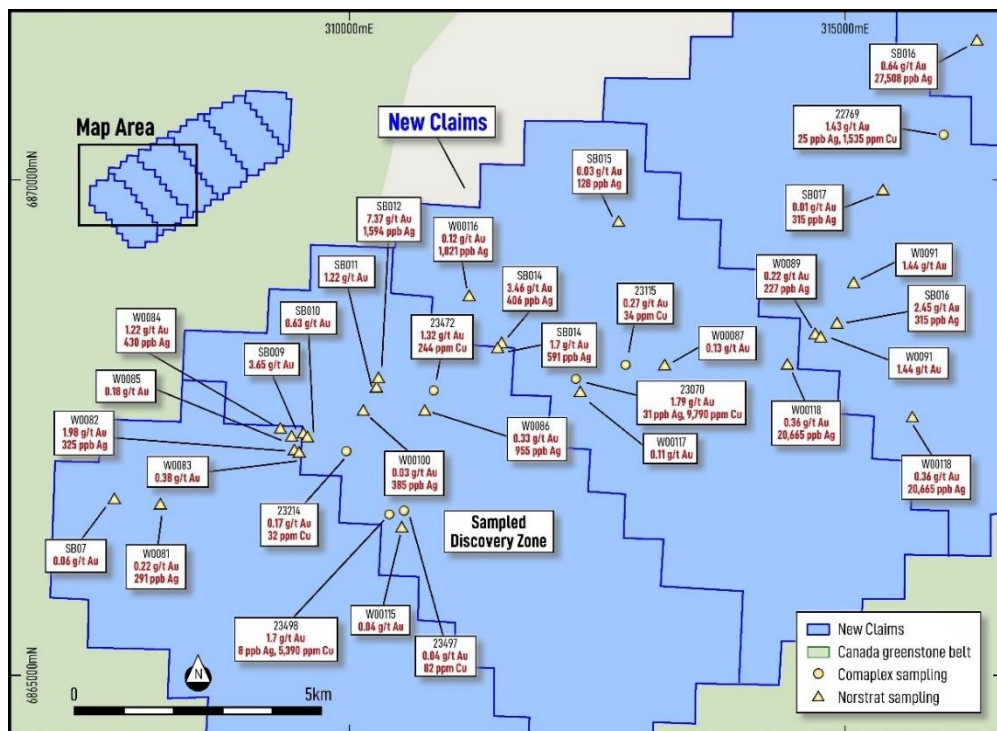 310000mE
315000mE
6870000mN
6865000mN
Map Area
New Claims
SB016
0.64 g/t Au
27,508 ppb Ag
22769
1.43 g/t Au
25 ppb Ag, 1,535 ppm Cu
SB015
0.03 g/t Au
128 ppb Ag
SB017
0.01 g/t Au
315 ppb Ag
SB012
7.37 g/t Au
1,594 ppb Ag
W00116
0.12 g/t Au
1,821 ppb Ag
SB011
1.22 g/t Au
SB014
3.46 g/t Au
406 ppb Ag
W0089
0.22 g/t Au
227 ppb Ag
W0091
1.44 g/t Au
SB010
0.63 g/t Au
W0084
1.22 g/t Au
430 ppb Ag
23472
1.32 g/t Au
244 ppm Cu
SB014
1.7 g/t Au
591 ppb Ag
23115
0.27 g/t Au
34 ppm Cu
W00087
0.13 g/t Au
SB016
2.45 g/t Au
315 ppb Ag
SB009
3.65 g/t Au
W0091
1.44 g/t Au
W0085
0.18 g/t Au
23070
1.79 g/t Au
31 ppb Ag, 9,790 ppm Cu
W00118
0.36 g/t Au
20,665 ppb Ag
W0082
1.98 g/t Au
325 ppb Ag
W0086
0.33 g/t Au
955 ppb Ag
W00117
0.11 g/t Au
W0083
0.38 g/t Au
W00100
0.03 g/t Au
385 ppb Ag
W00118
0.36 g/t Au
20,665 ppb Ag
23214
0.17 g/t Au
32 ppm Cu
Sampled
Discovery Zone
SB07
0.06 g/t Au
W0081
0.22 g/t Au
291 ppb Ag
23498
1.7 g/t Au
8 ppb Ag, 5,390 ppm Cu
W00115
0.04 g/t Au
23497
0.04 g/t Au
82 ppm Cu
New Claims
Canada greenstone belt
Comaplex sampling
Norstrat sampling
N
0
5km